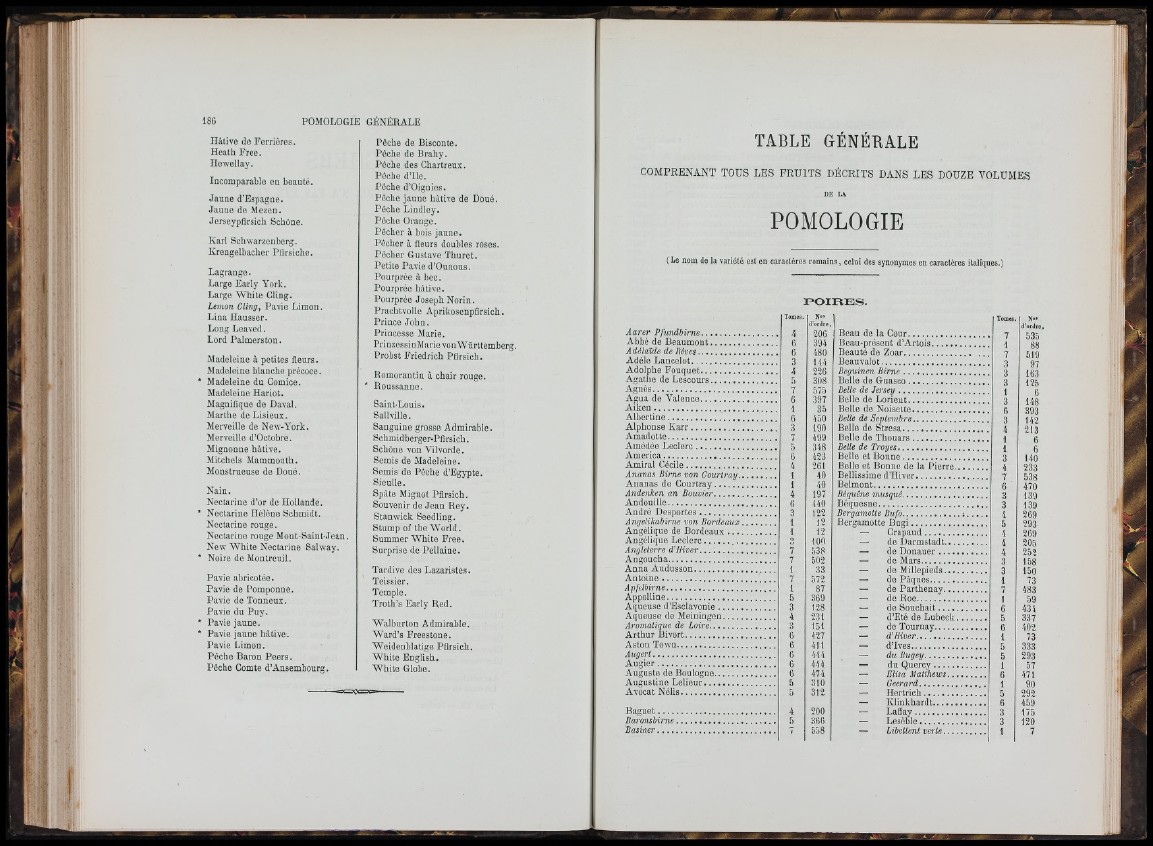 186 POMOLOGIE GÉNÉRALE
Hâtive de Ferrières.
Heath Free.
Hewellay.
Incomparable en beauté.
Jaune d'Espagne.
Jaune de Mezen.
Jerseypfirsich Schöne.
Karl Schwarzenberg.
Krengelbacher Pfirsiche.
Lagrange.
Large Early York.
Large White Cling.
Lemon Cling, Pavie Limon.
Lina Hausser.
Long Leaved.
Lord Palmerston.
Madeleine à petites fleurs.
Madeleine blanche précoce.
* Madeleine du Comice.
Madeleine Hariot.
Magnifique de Daval.
Marthe de Lisieux.
Merveille de New-York.
Merveille d'Octobre.
Mignonne hâtive.
Mitchels Mammouth.
Monstrueuse de Doué.
Nain.
Nectarine d'or de Hollande.
* Nectarine Helène Schmidt.
Nectarine rouge.
Nectarine rouge Mont-Saint-Jean.
New White Nectarine Salway.
* Noire de Montreuil.
Pavie abricotée.
Pavie de Pomponne.
Pavie de Tonneux.
Pavie du Puy.
* Pavie jaune.
* Pavie jaune hâtive.
Pavie Limon.
Pêche Baron Peers.
Pêche Comte d'Ansembourg.
Pêche de Bisconte.
Pêche de Brahy.
Pêche des Chartreux.
Pêche d'Ile.
Pêche d'Oignies.
Pêche jaune hâtive de Doué.
Pêche Lindley.
Pêche Orange.
Pêcher à bois jaune.
Pêcher à fleurs doubles roses.
Pêcher Gustave Thuret.
Petite Pavie d'Ounous.
Pourprée à bec.
Pourprée hâtive.
Pourprée Joseph Norin.
Prachtvolle Aprikosenpfirsich.
Prince John.
Princesse Marie.
Prinzessin Marie von Württemberg.
Probst Friedrich Pfirsich.
Romorantin à chair rouge.
* Roussanne.
Saint-Louis.
Sallville.
Sanguine grosse Admirable.
Schmidberger-Pfirsich.
Schöne von Vilvorde.
Semis de Madeleine.
Semis de Pêche d'Egypte.
Sieulle.
Späte Mignot Pfirsich.
Souvenir de Jean Rey.
Stanwick Seedling.
Stump of the World.
Summer White Free.
Surprise de Pellaine.
Tardive des Lazaristes.
Teissier.
Temple.
Troth's Early Red.
Walburton Admirable.
Ward's Freestone.
Weidenblatige Pfirsich.
White English.
White Globe.
TABLE GÉNÉRALE
COMPRENANT TOUS LES FRUITS DÉCRITS DANS LES DOUZE VOLUMES
DE LA
POMOLOGIE
(Le nom de la variété est en caractères romains, celui des synonymes en caractères italiques.)
POIRES.
Tomes. Nos d'ordre.
Aarer Pfundbirne 4 206
Abbé de Beaumont 6 394
Adélaïde de Rèves 6 480
Adèle Lancelot 3 144
Adolphe Fouquet 4 226
Agathe de Lescours 5 308
Agnès 7 575
Agua de Valence 6 397
Aiken 1 35
Albertine 6 450
Alphonse Karr 3 190
Amadotte 7 499
Amédée Leclerc 5 348
America 6 423
Amiral Cécile 4 261
Ananas Birne von Courtray 1 40
Ananas de Courtray 1 40
Andenken an Bouvier 4 197
Andouille 6 440
André Desportes 3 122
Angelikabirne von Bordeaux 1 12
Angélique de Bordeaux 1 12
Angélique Leclerc 3 100
Angleterre d'Hiver 7 538
Angoucha 7 502
Anna Audusson 1 33
Antoine 7 572
Apfelbirne 1 87
Appolline 5 369
Aqueuse d'Esclavonie 3 128
Aqueuse de Meiningen 4 231
Aromatique de Loire 3 151
Arthur Bivort 6 427
Aston Town 6 411
Augert 6 444
Augier 6 444
Auguste de Boulogne 6 474
Augustine Lelieur 5 310
Avocat Nélis 5 312
Baguet 4 200
Baronsbirne 5 366
Basiner 7 558
Tomes. Nos d'ordre.
Beau de la Cour 7 535
Beau-présent d'Artois 1 88
Beauté de Zoar 7 519
Beauvalot 3 97
Beguinen Birne 3 163
Belle de Guasco 3 125
Belle de Jersey 1 6
Belle de Lorient 3 148
Belle de Noisette 6 393
Belle de Septembre 3 142
Belle de Stresa 4 213
Belle de Thouars 1 6
Belle de Troyes 1 6
Belle et Bonne 3 140
Belle et Bonne de la Pierre 4 233
Bellissime d'Hiver 7 538
Belmont 6 470
Béquêne musqué 3 139
Béquesne 3 139
Bergamotte Bufo 4 269
Bergamotte Bugi 5 293
— Crapaud 4 269
— de Darmstadt 4 205
— de Donauer 4 252
— de Mars 3 158
— de Millepieds 3 150
— de Pâques 1 73
— de Parthenay 7 483
— de Roe 1 59
— de Souchait 6 434
— d'Été de Lubeck 5 337
— de Tournay 6 402
— d'Hiver 1 73
— d'Ives 5 333
— du Bugey 5 293
— du Quercy 1 57
— Elisa Matthews 6 471
— Geerard 1 90
— Hertrich 5 292
— Klinkhardt 6 459
— Laffay 3 175
— Lesèble 3 120
— Libottent verte 1 7